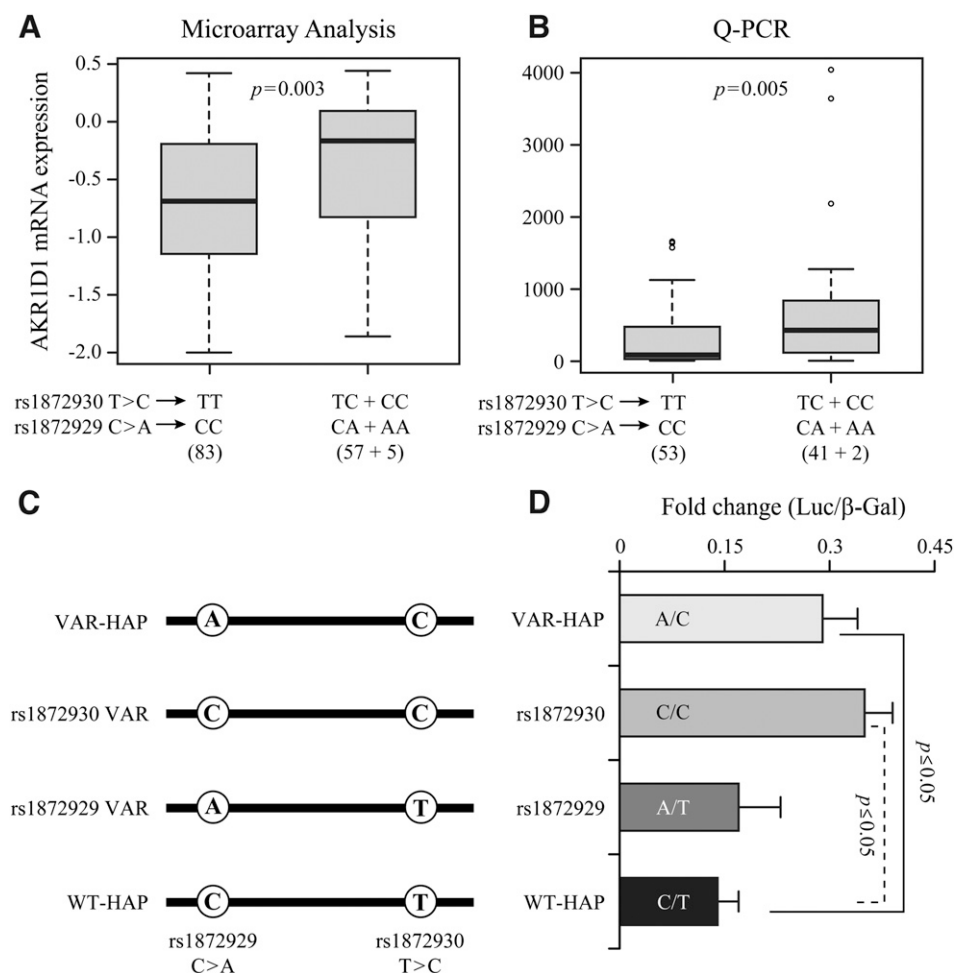 A
Microarray Analysis
AKR1D1 mRNA expression
0.5
0.0
-0.5
-1.0
-1.5
-2.0
p=0.003
rs1872930 T>C → TT TC + CC
rs1872929 C>A → CC CA + AA
(83) (57 + 5)
B
Q-PCR
4000
3000
2000
1000
0
p=0.005
rs1872930 T>C → TT TC + CC
rs1872929 C>A → CC CA + AA
(53) (41 + 2)
C
VAR-HAP A C
rs1872930 VAR C C
rs1872929 VAR A T
WT-HAP C T
rs1872929 rs1872930
C>A T>C
D
Fold change (Luc/β-Gal)
0 0.15 0.3 0.45
VAR-HAP A/C
rs1872930 C/C
rs1872929 A/T
WT-HAP C/T
p≤0.05
p≤0.05